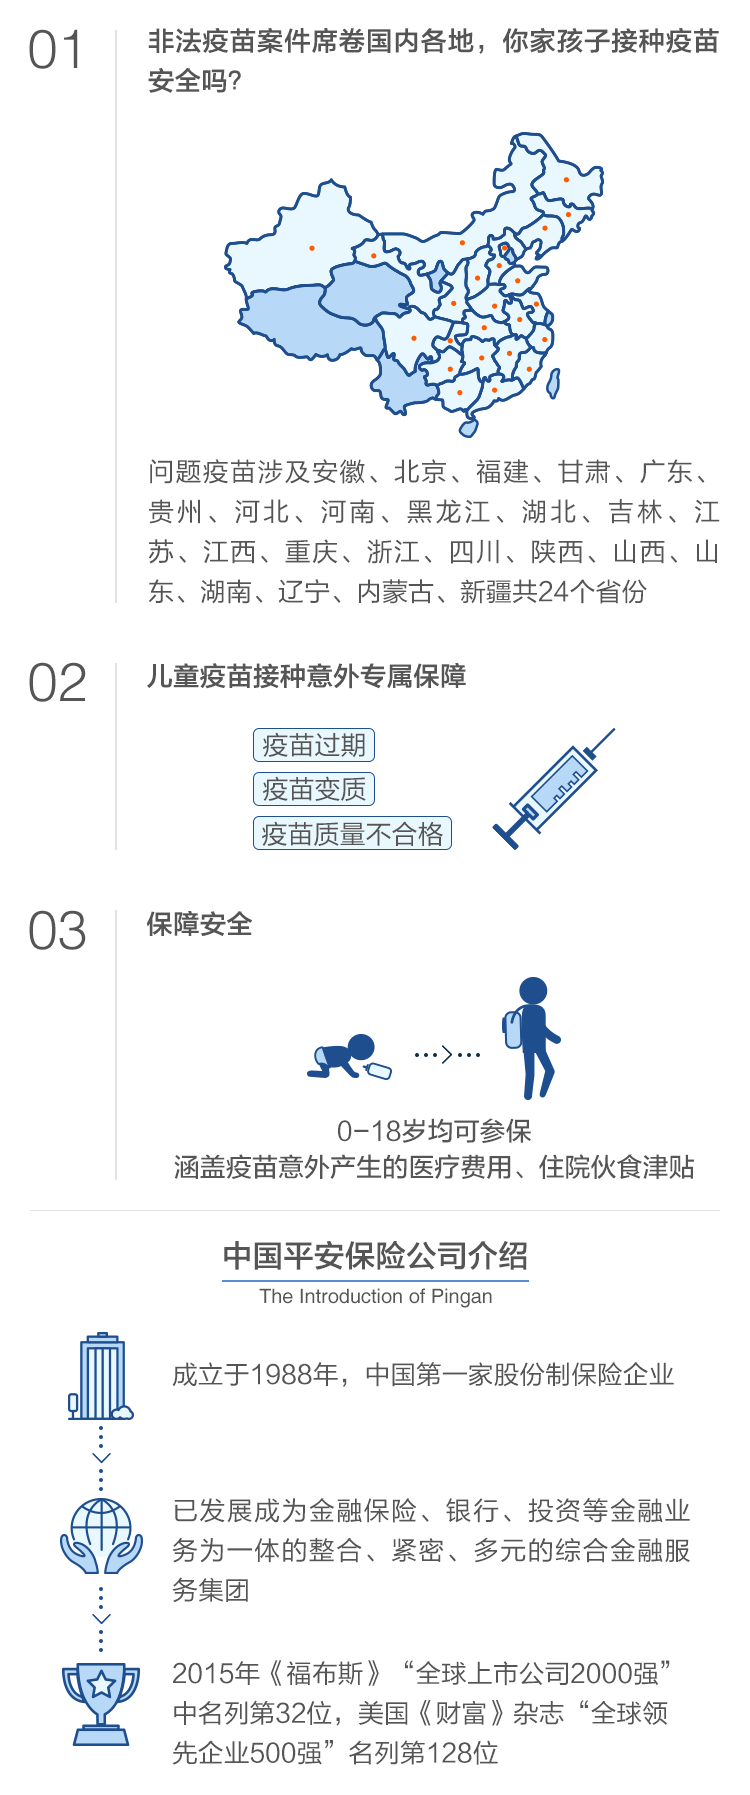 01
非法疫苗案件席卷国内各地，你家孩子接种疫苗
安全吗？
问题疫苗涉及安徽、北京、福建、甘肃、广东、
贵州、河北、河南、黑龙江、湖北、吉林、江
苏、江西、重庆、浙江、四川、陕西、山西、山
东、湖南、辽宁、内蒙古、新疆共24个省份
02
儿童疫苗接种意外专属保障
疫苗过期
疫苗变质
疫苗质量不合格
03
保障安全
0-18岁均可参保
涵盖疫苗意外产生的医疗费用、住院伙食津贴
中国平安保险公司介绍
The Introduction of Pingan
成立于1988年，中国第一家股份制保险企业
已发展成为金融保险、银行、投资等金融业
务为一体的整合、紧密、多元的综合金融服
务集团
2015年《福布斯》“全球上市公司2000强”
中名列第32位，美国《财富》杂志“全球领
先企业500强”名列第128位